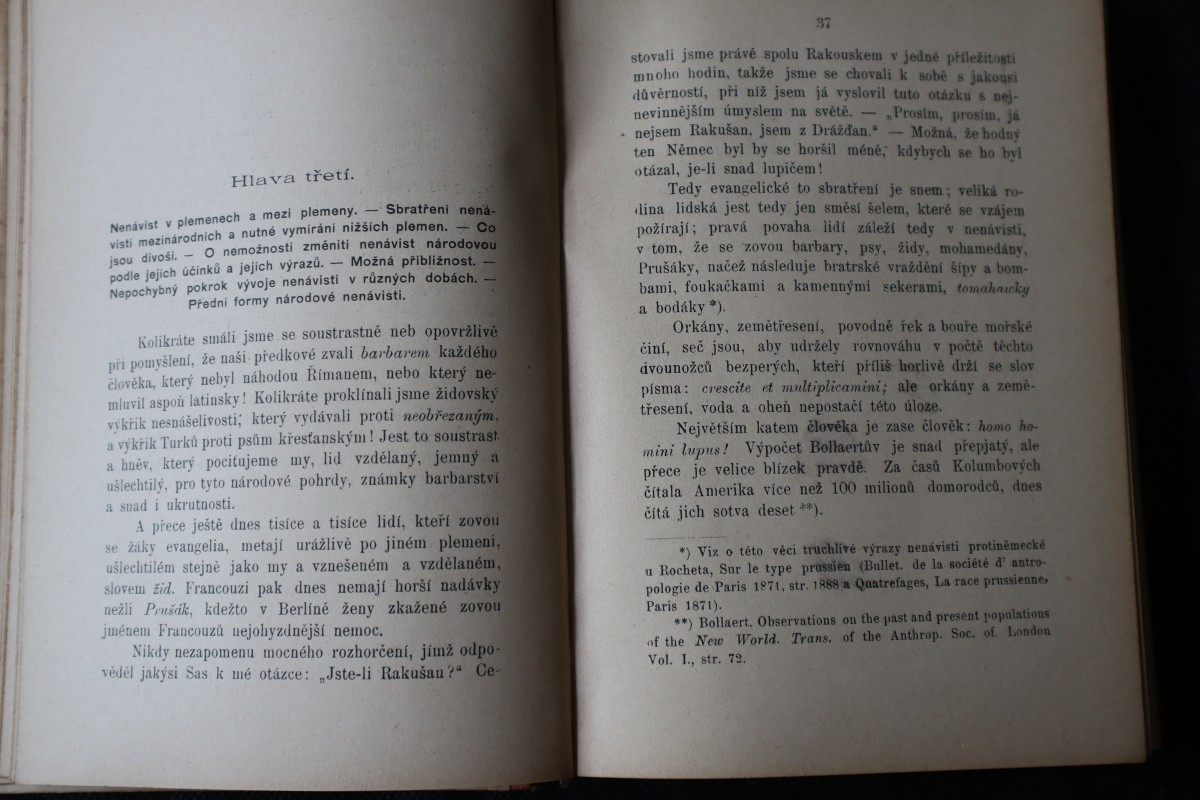 Hlava třetí.
Nenávist v plemenech a mezi plemeny. — Sbratření nená-
visti mezinárodních a nutné vymírání nižších plemen. — Co
jsou divoši. — O nemožnosti změniti nenávist národovou
podle jejích účinků a jejich výrazů. — Možná přibližnost. —
Nepochybný pokrok vývoje nenávisti v různých dobách. —
Přední formy národové nenávisti.
Kolikráte smáli jsme se soustrastně neb opovržlivě
při pomyšlení, že naši předkové zvali barbarem každého
člověka, který nebyl náhodou Římanem, nebo který ne-
mluvil aspoň latinsky! Kolikráte proklínali jsme židovský
výkřik nesnášelivosti, který vydávali proti neobřezaným.
a výkřik Turků proti psům křesťanským! Jest to soustrast
a hněv, který pociťujeme my, lid vzdělaný, jemný a
ušlechtilý, pro tyto národové pohrdy, známky barbarství
a snad i ukrutnosti.
A přece ještě dnes tisíce a tisíce lidí, kteří zovou
se žáky evangelia, metají urážlivě po jiném plemeni,
ušlechtilém stejně jako my a vznešeném a vzdělaném,
slovem žid. Francouzi pak dnes nemají horší nadávky
nežli Prušák, kdežto v Berlíně ženy zkažené zovou
jménem Francouzů nejohyzdnější nemoc.
Nikdy nezapomenu mocného rozhorčení, jímž odpo-
věděl jakýsi Sas k mé otázce: „Jste-li Rakušan?“ Ce-
37
stovali jsme právě spolu Rakouskem v jedné příležitosti
mnoho hodin, takže jsme se chovali k sobě s jakousi
důvěrností, při níž jsem já vyslovil tuto otázku s nej-
nevinnějším úmyslem na světě. — „Prosím, prosím, já
nejsem Rakušan, jsem z Drážďan.“ — Možná, že hodný
ten Němec byl by se horšil méně, kdybych se ho byl
otázal, je-li snad lupičem!
Tedy evangelické to sbratření je snem; veliká ro-
dina lidská jest tedy jen směsí šelem, které se vzájem
požírají; pravá povaha lidí záleží tedy v nenávisti,
v tom, že se zovou barbary, psy, židy, mohamedány,
Prušáky, načež následuje bratrské vraždění šípy a bom-
bami, foukačkami a kamennými sekerami, tomahawky
a bodáky *).
Orkány, zemětřesení, povodně řek a bouře mořské
činí, seč jsou, aby udržely rovnováhu v počtě těchto
dvounožců bezperých, kteří příliš horlivě drží se slov
písma: crescite et multiplicamini; ale orkány a země-
třesení, voda a oheň nepostačí této úloze.
Největším katem člověka je zase člověk: homo ho-
mini lupus! Výpočet Bollaertův je snad přepjatý, ale
přece je velice blízek pravdě. Za časů Kolumbových
čítala Amerika více než 100 milionů domorodců, dnes
čítá jich sotva deset **).
*) Viz o této věci truchlivé výrazy nenávisti protiněmecké
u Rocheta, Sur le type prussien (Bullet. de la société d' antro-
pologie de Paris 1871, str. 1888 a Quatrefages, La race prussienne,
Paris 1871).
**) Bollaert. Observations on the past and present populations
of the New World. Trans. of the Anthrop. Soc. of. London
Vol. I., str. 72.